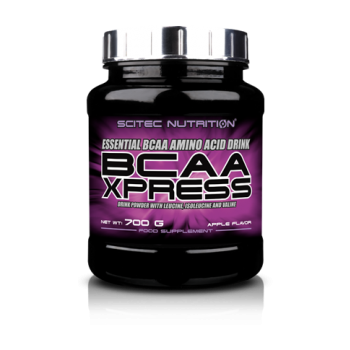 SCITEC NUTRITION
ESSENTIAL BCAA AMINO ACID DRINK
BCAA
XPRESS
DRINK POWDER WITH LEUCINE, ISOLEUCINE AND VALINE
NET WT: 700 G APPLE FLAVOR
FOOD SUPPLEMENT